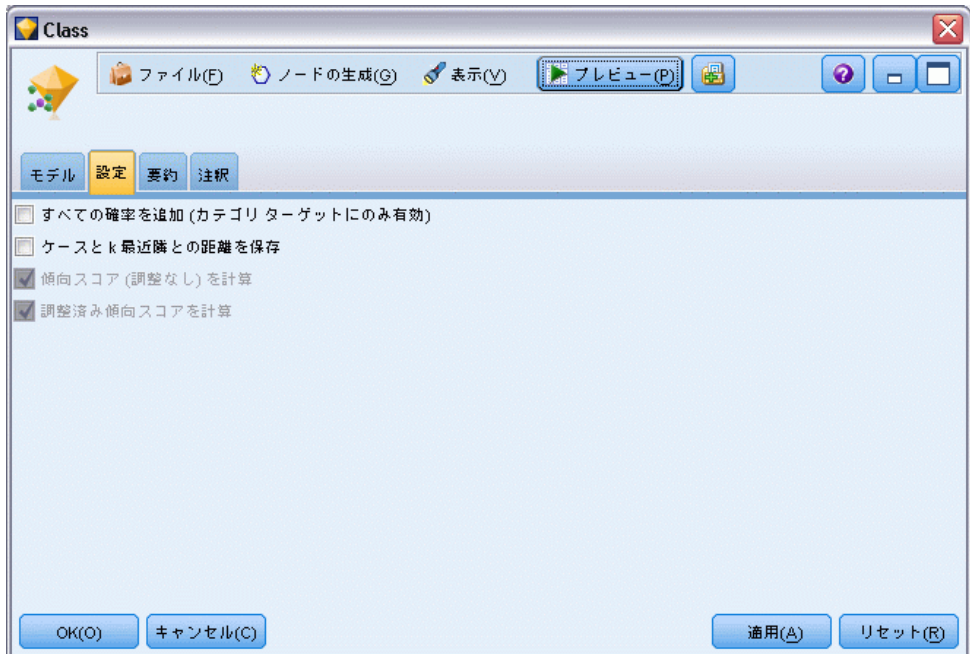 Class
ファイル(F) ノードの生成(G) 表示(V) プレビュー(P)
モデル 設定 要約 注釈
すべての確率を追加 (カテゴリ ターゲットにのみ有効)
ケースと k 最近隣との距離を保存
傾向スコア (調整なし) を計算
調整済み傾向スコアを計算
OK(O) キャンセル(C) 適用(A) リセット(R)